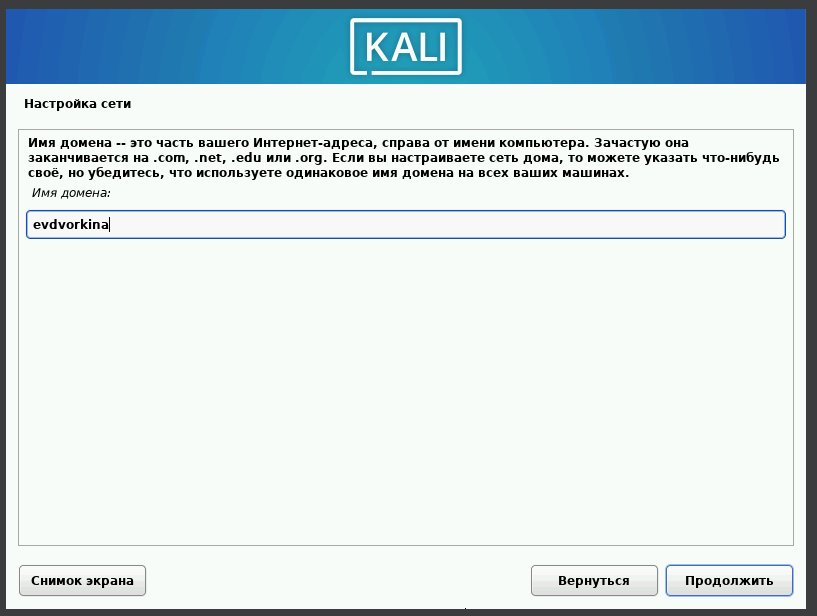 KALI
Настройка сети
Имя домена -- это часть вашего Интернет-адреса, справа от имени компьютера. Зачастую она
заканчивается на .com, .net, .edu или .org. Если вы настраиваете сеть дома, то можете указать что-нибудь
своё, но убедитесь, что используете одинаковое имя домена на всех ваших машинах.
Имя домена:
evdvorkina
Снимок экрана
Вернуться
Продолжить